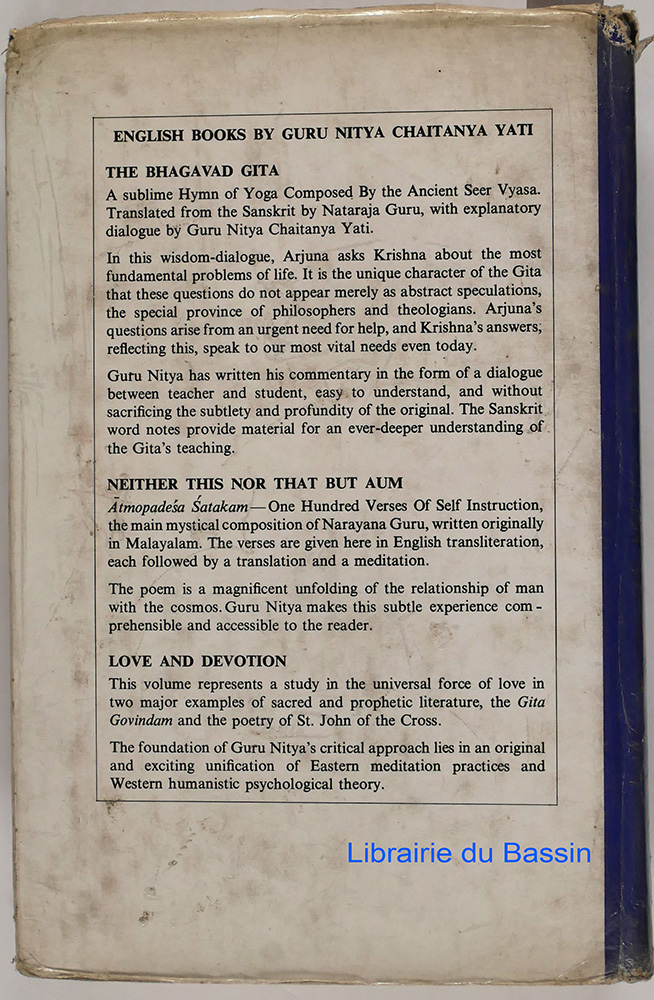 ENGLISH BOOKS BY GURU NITYA CHAITANYA YATI
THE BHAGAVAD GITA
A sublime Hymn of Yoga Composed By the Ancient Seer Vyasa.
Translated from the Sanskrit by Nataraja Guru, with explanatory
dialogue by Guru Nitya Chaitanya Yati.
In this wisdom-dialogue, Arjuna asks Krishna about the most
fundamental problems of life. It is the unique character of the Gita
that these questions do not appear merely as abstract speculations,
the special province of philosophers and theologians. Arjuna's
questions arise from an urgent need for help, and Krishna's answers,
reflecting this, speak to our most vital needs even today.
Guru Nitya has written his commentary in the form of a dialogue
between teacher and student, easy to understand, and without
sacrificing the subtlety and profundity of the original. The Sanskrit
word notes provide material for an ever-deeper understanding of
the Gita's teaching.
NEITHER THIS NOR THAT BUT AUM
Ātmopadeśa Śatakam—One Hundred Verses Of Self Instruction,
the main mystical composition of Narayana Guru, written originally
in Malayalam. The verses are given here in English transliteration,
each followed by a translation and a meditation.
The poem is a magnificent unfolding of the relationship of man
with the cosmos. Guru Nitya makes this subtle experience com-
prehensible and accessible to the reader.
LOVE AND DEVOTION
This volume represents a study in the universal force of love in
two major examples of sacred and prophetic literature, the Gita
Govindam and the poetry of St. John of the Cross.
The foundation of Guru Nitya's critical approach lies in an original
and exciting unification of Eastern meditation practices and
Western humanistic psychological theory.
Librairie du Bassin